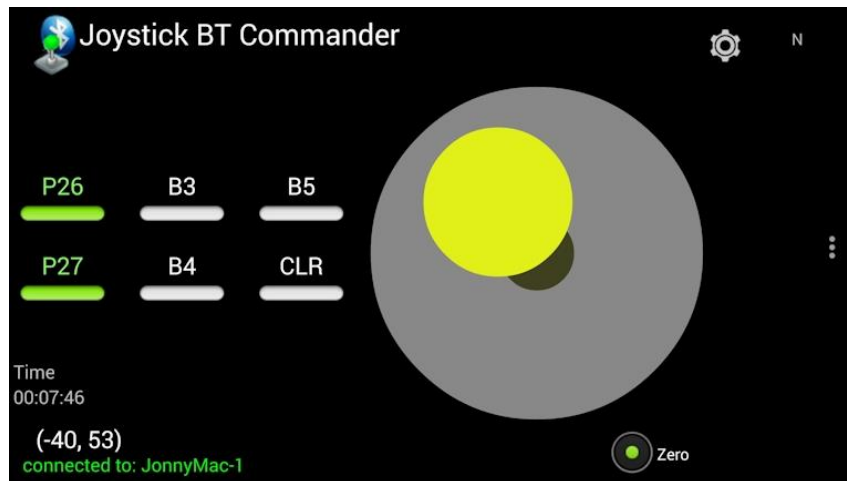 Joystick BT Commander
N
P26 B3 B5
P27 B4 CLR
Time
00:07:46
(-40, 53)
connected to: JonnyMac-1
Zero